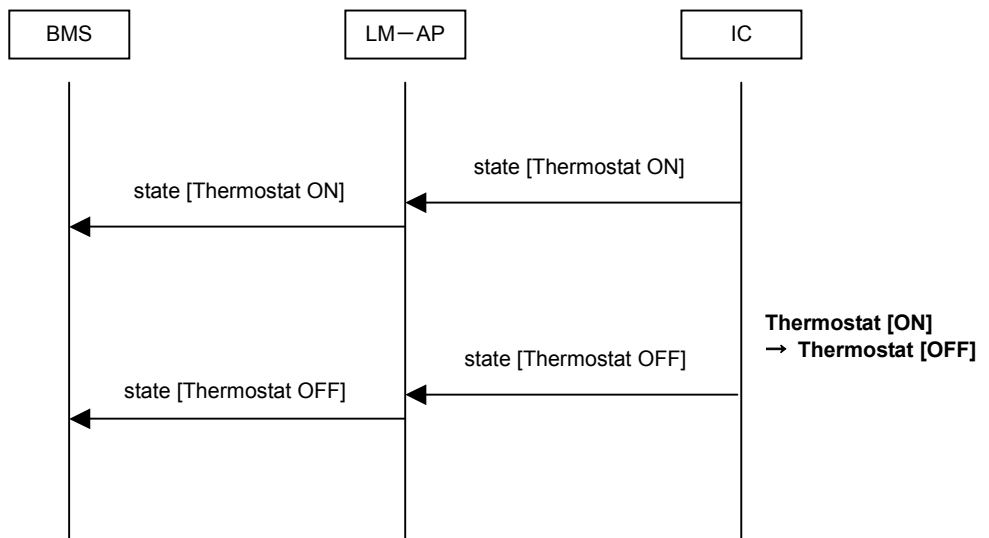 BMS
LM－AP
IC
state [Thermostat ON]
state [Thermostat ON]
Thermostat [ON]
→ Thermostat [OFF]
state [Thermostat OFF]
state [Thermostat OFF]